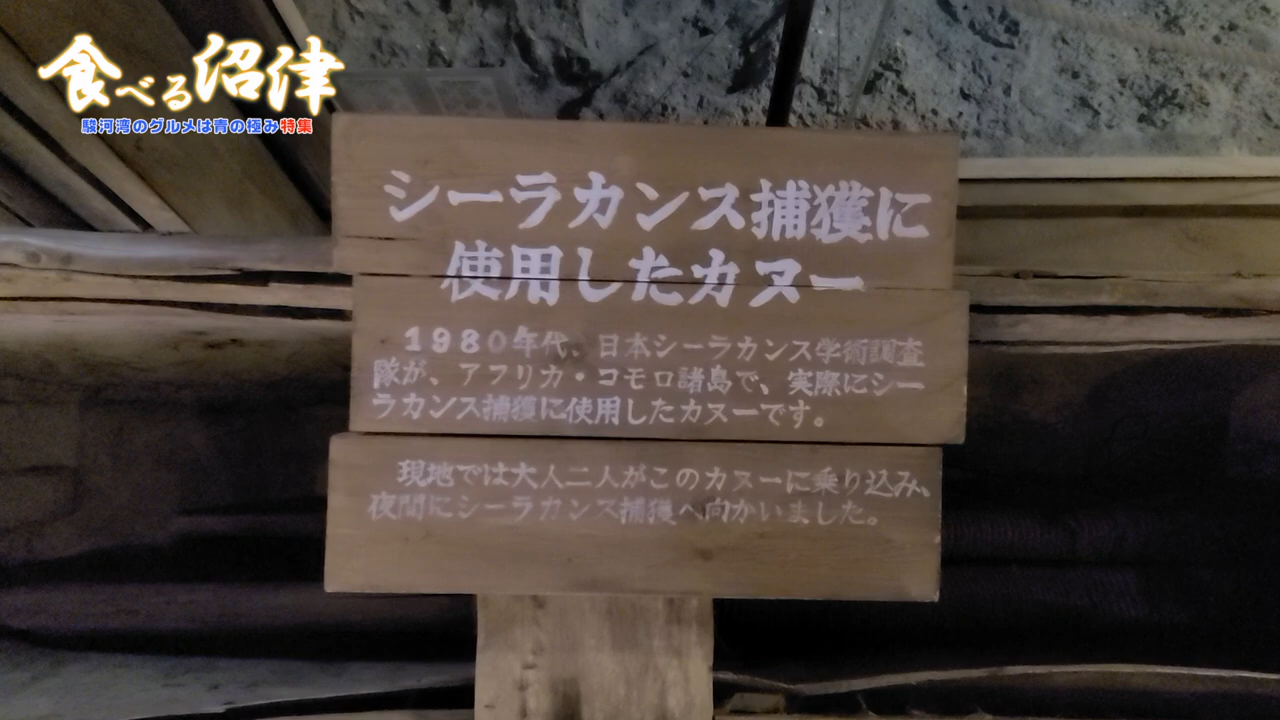 食べる沼津
駿河湾のグルメは青の極み特集
シーラカンス捕獲に
使用したカヌー
1980年代、日本シーラカンス学術調査
隊が、アフリカ・コモロ諸島で、実際にシー
ラカンス捕獲に使用したカヌーです。
現地では大人二人がこのカヌーに乗り込み、
夜間にシーラカンス捕獲へ向かいました。